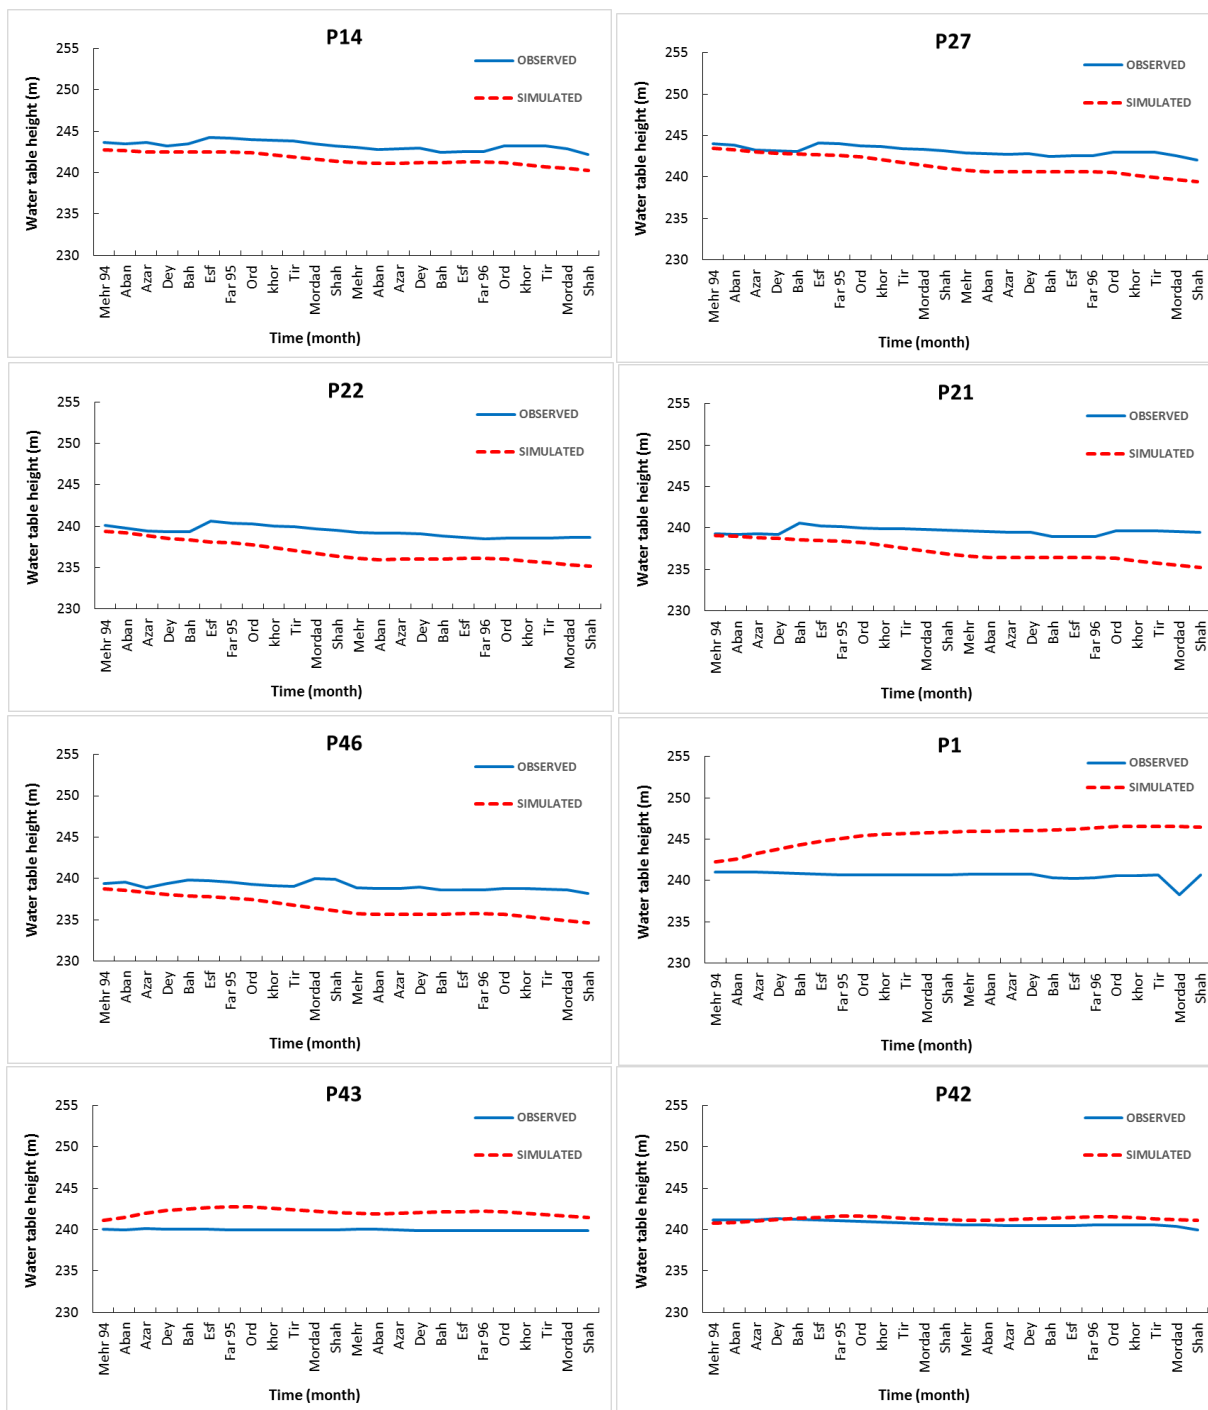 P14
OBSERVED
SIMULATED
Water table height (m)
255
250
245
240
235
230
Mehr 94
Aban
Azar
Dey
Bah
Esf
Far 95
Ord
khor
Tir
Mordad
Shah
Mehr
Aban
Azar
Dey
Bah
Esf
Far 96
Ord
khor
Tir
Mordad
Shah
Time (month)
P27
OBSERVED
SIMULATED
Water table height (m)
255
250
245
240
235
230
Mehr 94
Aban
Azar
Dey
Bah
Esf
Far 95
Ord
khor
Tir
Mordad
Shah
Mehr
Aban
Azar
Dey
Bah
Esf
Far 96
Ord
khor
Tir
Mordad
Shah
Time (month)
P22
OBSERVED
SIMULATED
Water table height (m)
255
250
245
240
235
230
Mehr 94
Aban
Azar
Dey
Bah
Esf
Far 95
Ord
khor
Tir
Mordad
Shah
Mehr
Aban
Azar
Dey
Bah
Esf
Far 96
Ord
khor
Tir
Mordad
Shah
Time (month)
P21
OBSERVED
SIMULATED
Water table height (m)
255
250
245
240
235
230
Mehr 94
Aban
Azar
Dey
Bah
Esf
Far 95
Ord
khor
Tir
Mordad
Shah
Mehr
Aban
Azar
Dey
Bah
Esf
Far 96
Ord
khor
Tir
Mordad
Shah
Time (month)
P46
OBSERVED
SIMULATED
Water table height (m)
255
250
245
240
235
230
Mehr 94
Aban
Azar
Dey
Bah
Esf
Far 95
Ord
khor
Tir
Mordad
Shah
Mehr
Aban
Azar
Dey
Bah
Esf
Far 96
Ord
khor
Tir
Mordad
Shah
Time (month)
P1
OBSERVED
SIMULATED
Water table height (m)
255
250
245
240
235
230
Mehr 94
Aban
Azar
Dey
Bah
Esf
Far 95
Ord
khor
Tir
Mordad
Shah
Mehr
Aban
Azar
Dey
Bah
Esf
Far 96
Ord
khor
Tir
Mordad
Shah
Time (month)
P43
OBSERVED
SIMULATED
Water table height (m)
255
250
245
240
235
230
Mehr 94
Aban
Azar
Dey
Bah
Esf
Far 95
Ord
khor
Tir
Mordad
Shah
Mehr
Aban
Azar
Dey
Bah
Esf
Far 96
Ord
khor
Tir
Mordad
Shah
Time (month)
P42
OBSERVED
SIMULATED
Water table height (m)
255
250
245
240
235
230
Mehr 94
Aban
Azar
Dey
Bah
Esf
Far 95
Ord
khor
Tir
Mordad
Shah
Mehr
Aban
Azar
Dey
Bah
Esf
Far 96
Ord
khor
Tir
Mordad
Shah
Time (month)